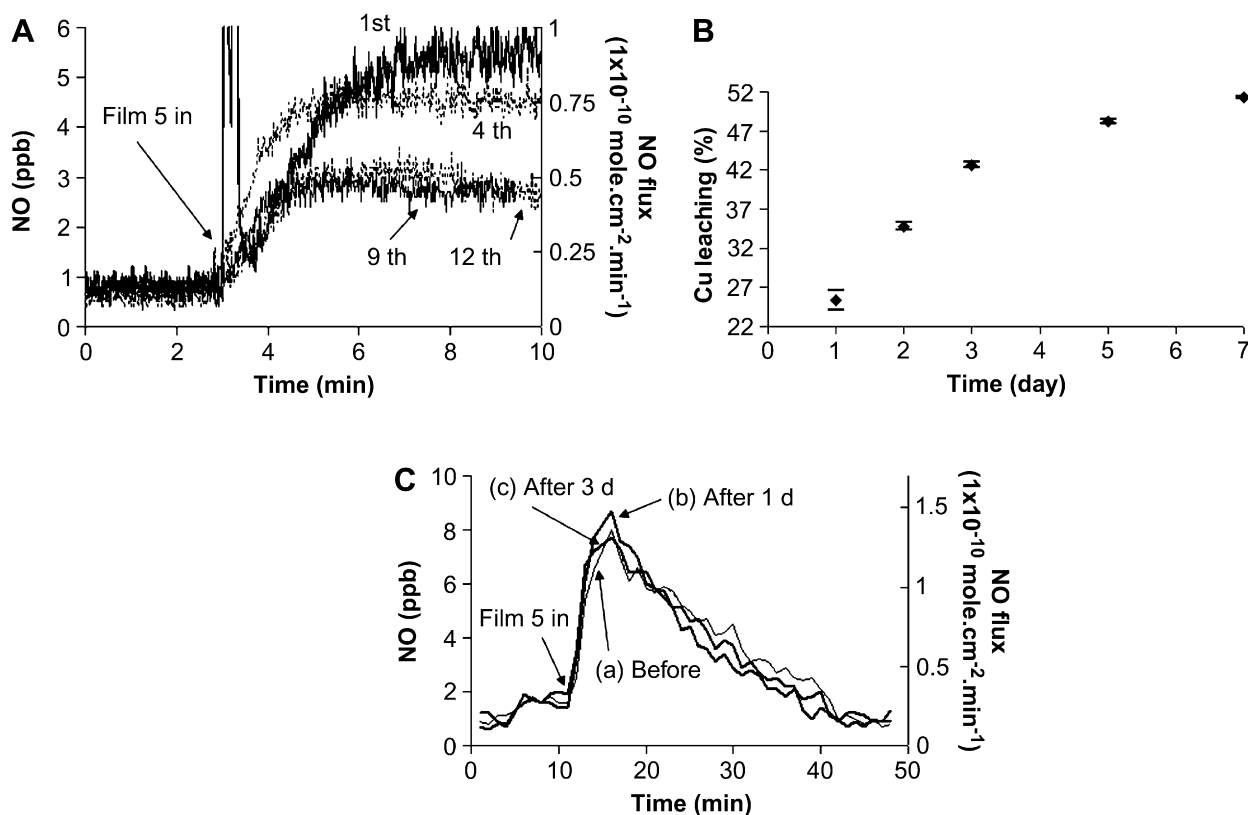 A
6
5
4
3
2
1
0
NO (ppb)
Film 5 in
1st
4 th
9 th
12 th
0
2
4
6
8
10
Time (min)
1
0.75
0.5
0.25
0
NO flux
(1x10⁻¹⁰ mole.cm⁻².min⁻¹)
B
52
47
42
37
32
27
22
Cu leaching (%)
0
1
2
3
4
5
6
7
Time (day)
C
10
8
6
4
2
0
NO (ppb)
(c) After 3 d
(b) After 1 d
Film 5 in
(a) Before
0
10
20
30
40
50
Time (min)
1.5
1
0.5
0
NO flux
(1x10⁻¹⁰ mole.cm⁻².min⁻¹)